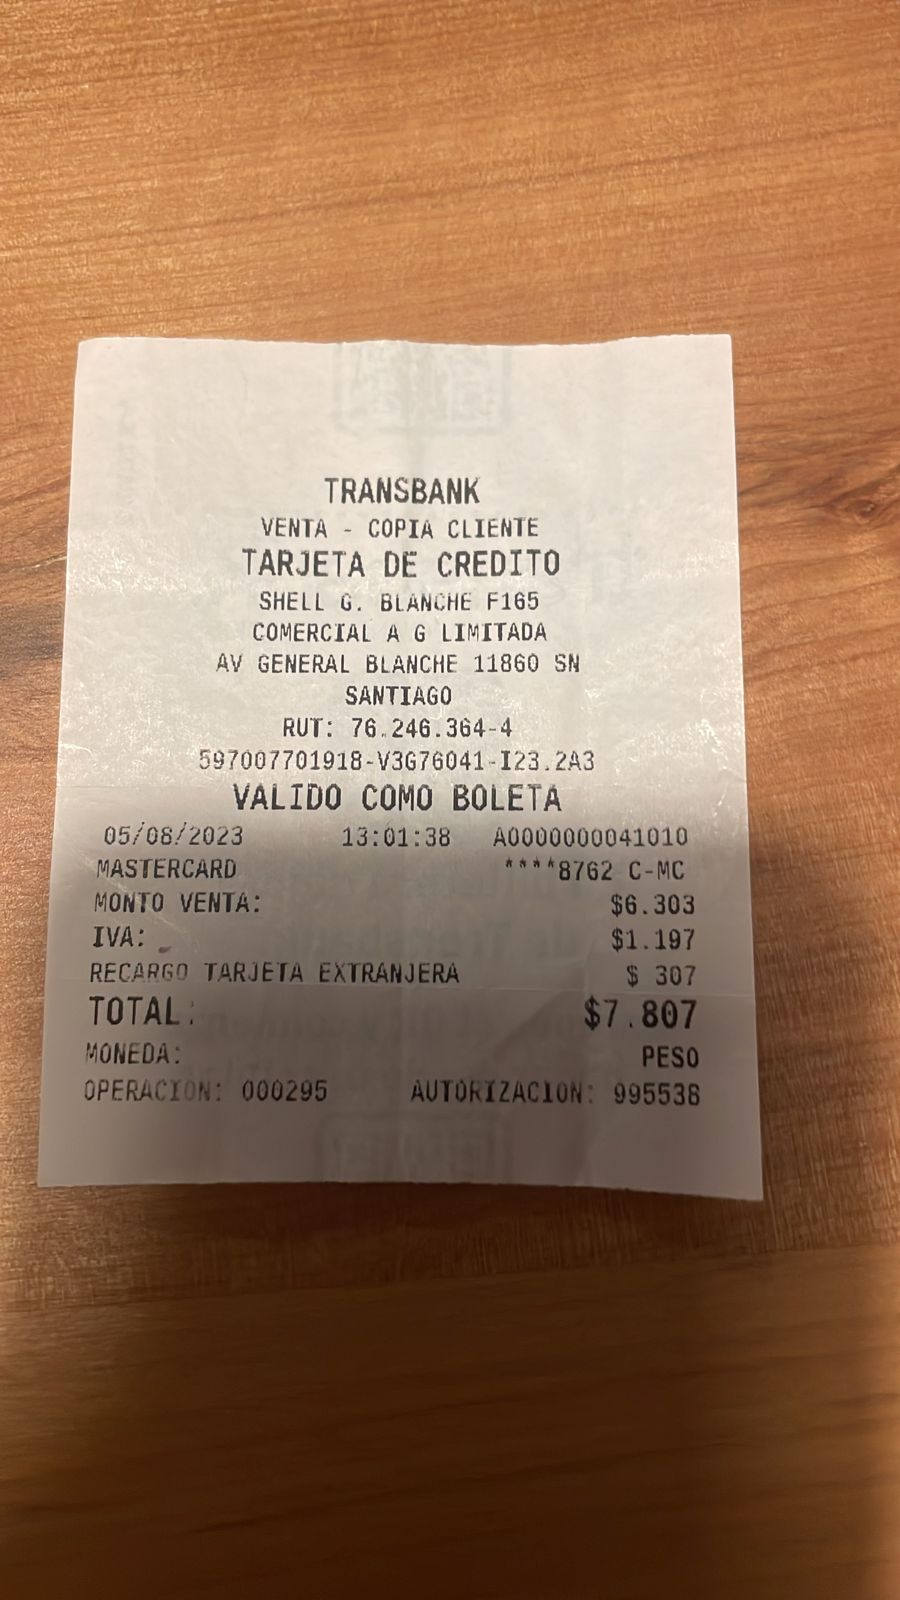 TRANSBANK
VENTA - COPIA CLIENTE
TARJETA DE CREDITO
SHELL G. BLANCHE F165
COMERCIAL A G LIMITADA
AV GENERAL BLANCHE 11860 SN
SANTIAGO
RUT: 76.246.364-4
597007701918-V3G76041-I23.2A3
VALIDO COMO BOLETA
05/08/2023 13:01:38 A0000000041010
MASTERCARD ****8762 C-MC
MONTO VENTA: $6.303
IVA: $1.197
RECARGO TARJETA EXTRANJERA $ 307
TOTAL: $7.807
MONEDA: PESO
OPERACION: 000295 AUTORIZACION: 995538